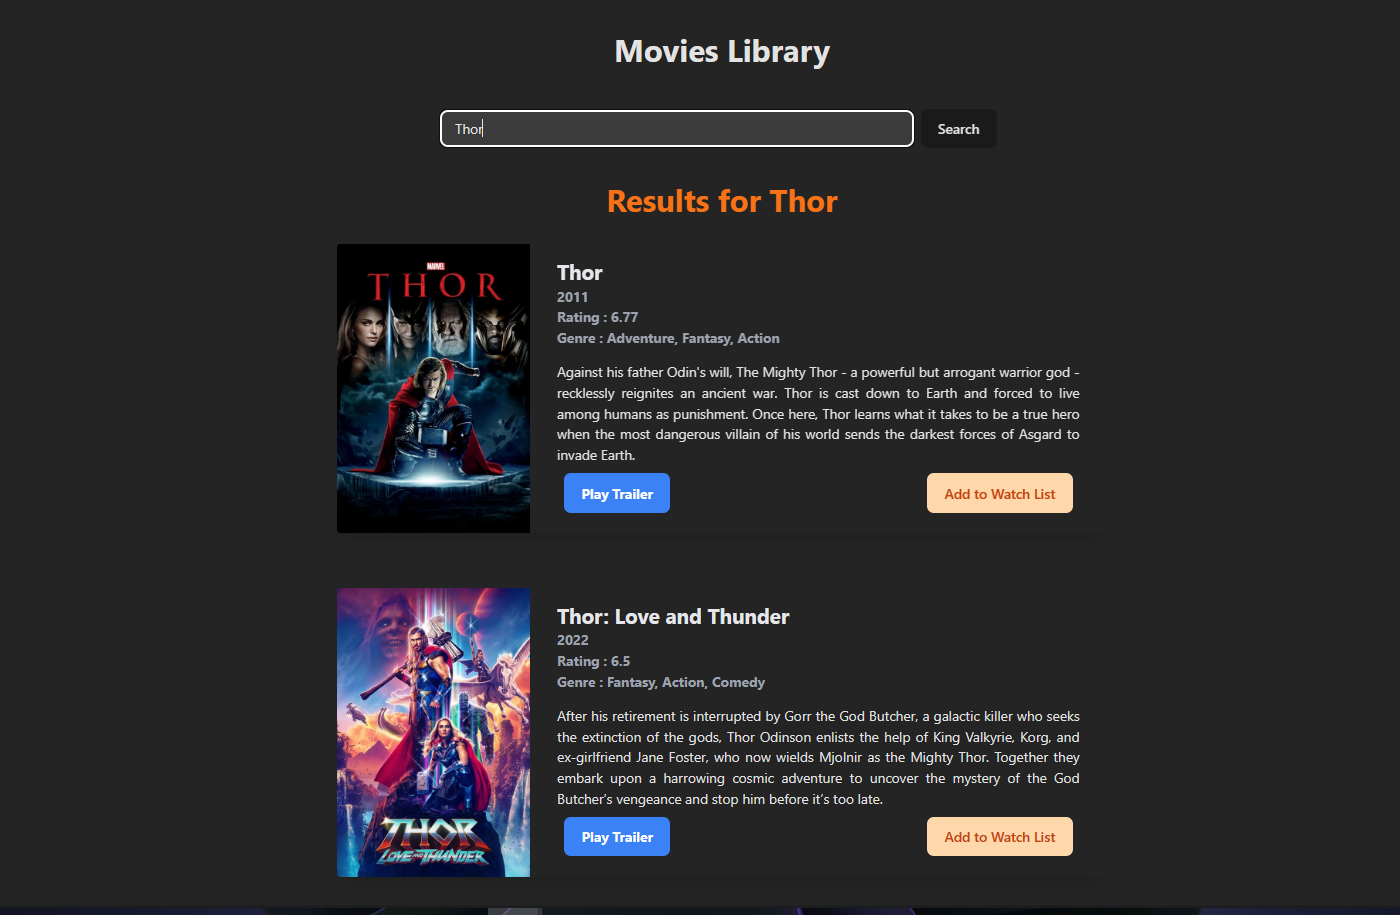 Movies Library
Thor
Search
Results for Thor
MARVEL
THOR
Thor
2011
Rating : 6.77
Genre : Adventure, Fantasy, Action
Against his father Odin's will, The Mighty Thor - a powerful but arrogant warrior god -
recklessly reignites an ancient war. Thor is cast down to Earth and forced to live
among humans as punishment. Once here, Thor learns what it takes to be a true hero
when the most dangerous villain of his world sends the darkest forces of Asgard to
invade Earth.
Play Trailer
Add to Watch List
Thor: Love and Thunder
2022
Rating : 6.5
Genre : Fantasy, Action, Comedy
After his retirement is interrupted by Gorr the God Butcher, a galactic killer who seeks
the extinction of the gods, Thor Odinson enlists the help of King Valkyrie, Korg, and
ex-girlfriend Jane Foster, who now wields Mjolnir as the Mighty Thor. Together they
embark upon a harrowing cosmic adventure to uncover the mystery of the God
Butcher’s vengeance and stop him before it’s too late.
THOR
LOVE AND THUNDER
Play Trailer
Add to Watch List